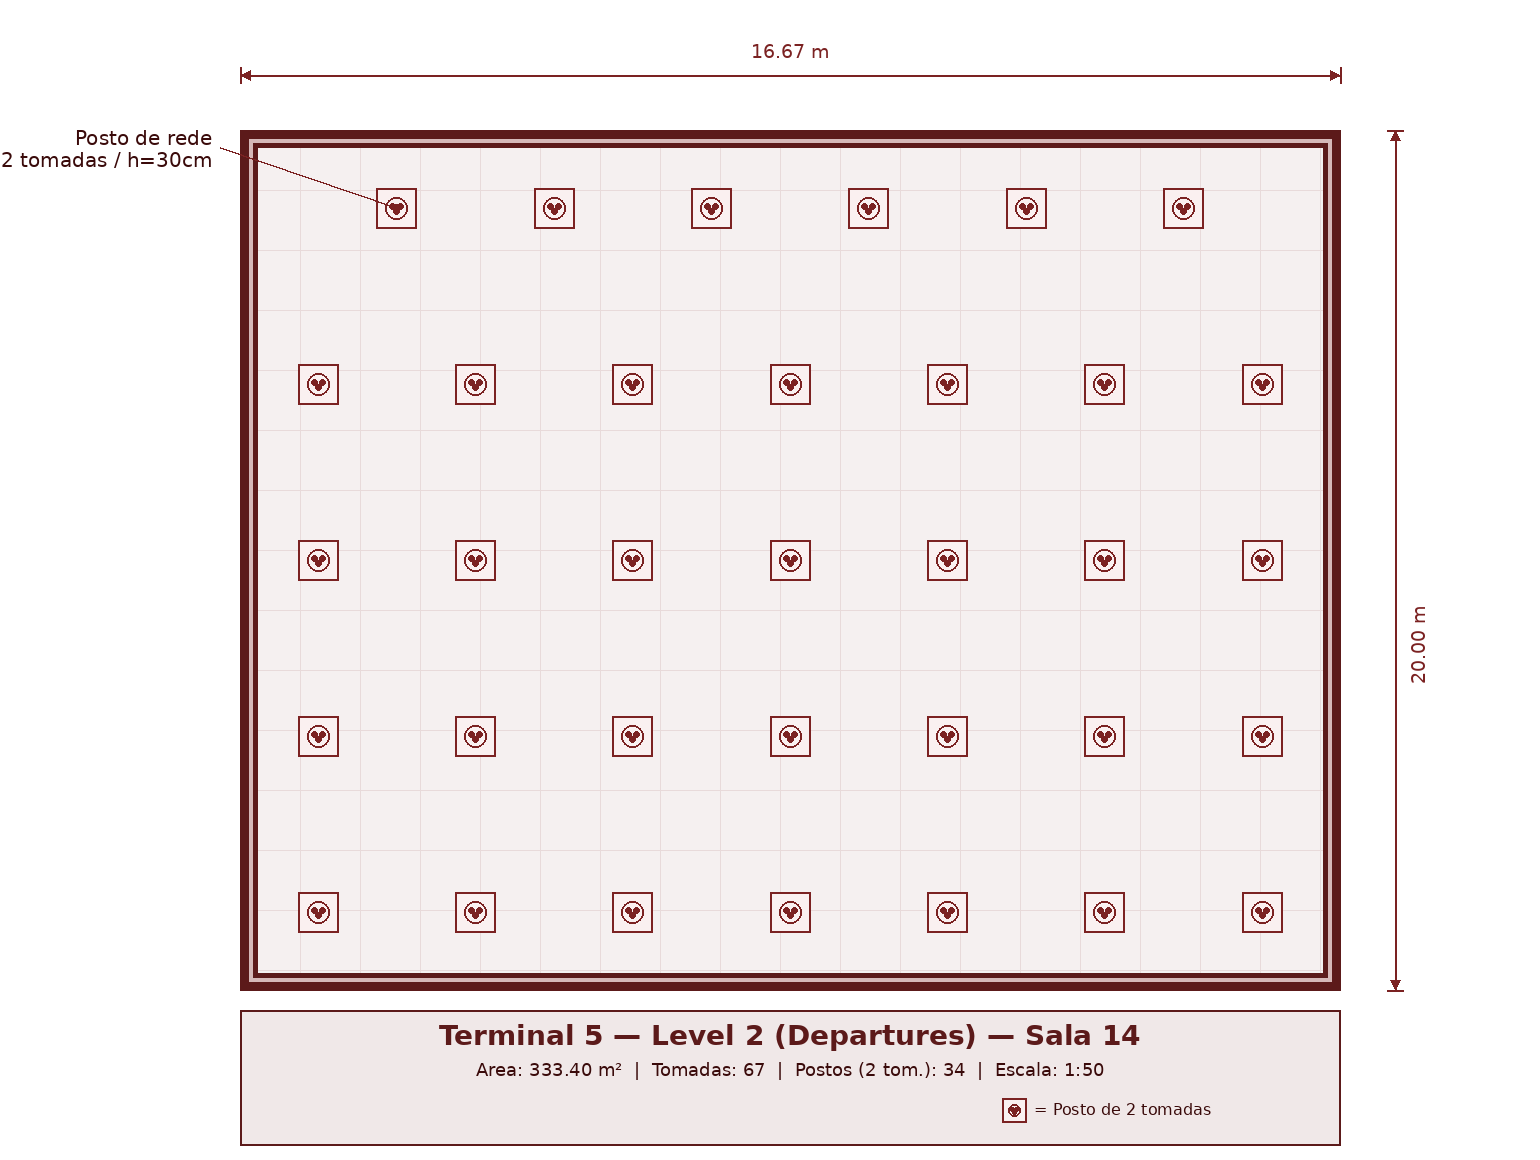 16.67 m
Posto de rede
2 tomadas / h=30cm
20.00 m
Terminal 5 — Level 2 (Departures) — Sala 14
Area: 333.40 m² | Tomadas: 67 | Postos (2 tom.): 34 | Escala: 1:50
= Posto de 2 tomadas